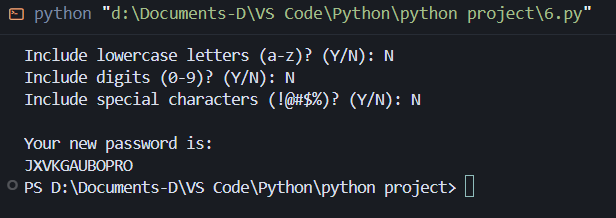 python "d:\Documents-D\VS Code\Python\python project\6.py"
Include lowercase letters (a-z)? (Y/N): N
Include digits (0-9)? (Y/N): N
Include special characters (!@#$%)? (Y/N): N
Your new password is:
JXVKGAUBOPRO
PS D:\Documents-D\VS Code\Python\python project>